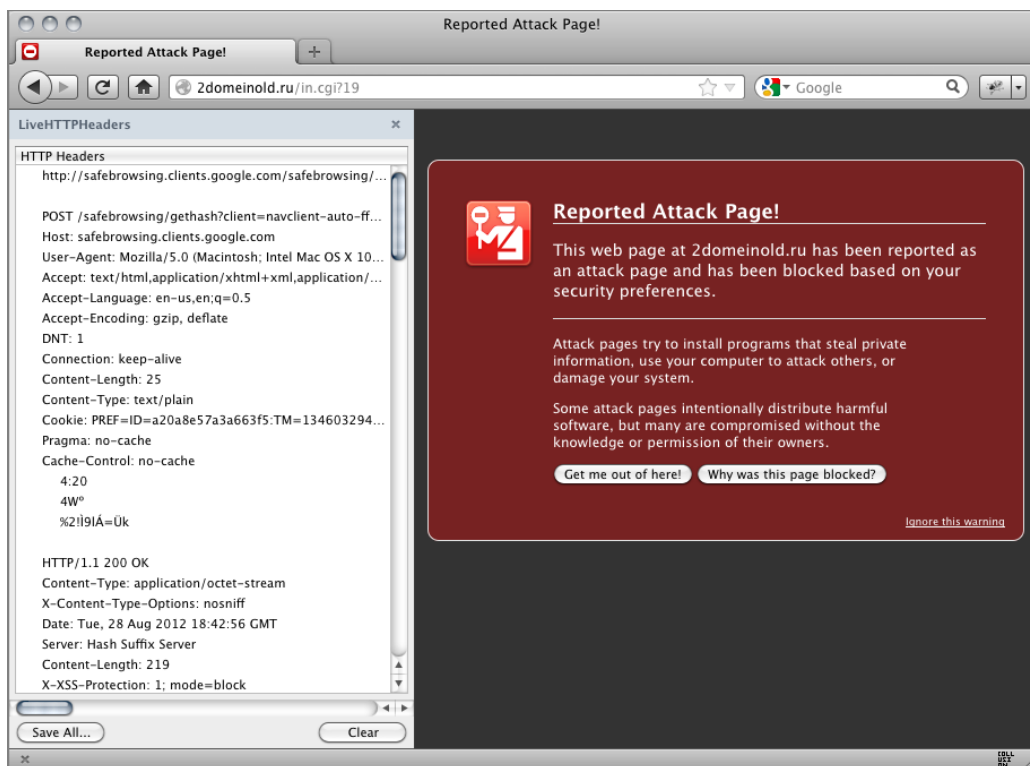 Reported Attack Page!
Reported Attack Page!
2domeinold.ru/in.cgi?19
Google
LiveHTTPHeaders
HTTP Headers
http://safebrowsing.clients.google.com/safebrowsing/...
POST /safebrowsing/gethash?client=navclient-auto-ff...
Host: safebrowsing.clients.google.com
User-Agent: Mozilla/5.0 (Macintosh; Intel Mac OS X 10...
Accept: text/html,application/xhtml+xml,application/...
Accept-Language: en-us,en;q=0.5
Accept-Encoding: gzip, deflate
DNT: 1
Connection: keep-alive
Content-Length: 25
Content-Type: text/plain
Cookie: PREF=ID=a20a8e57a3a663f5:TM=134603294...
Pragma: no-cache
Cache-Control: no-cache
4:20
4Wº
%2!Ì9IÁ=Ük
HTTP/1.1 200 OK
Content-Type: application/octet-stream
X-Content-Type-Options: nosniff
Date: Tue, 28 Aug 2012 18:42:56 GMT
Server: Hash Suffix Server
Content-Length: 219
X-XSS-Protection: 1; mode=block
Save All...
Clear
Reported Attack Page!
This web page at 2domeinold.ru has been reported as
an attack page and has been blocked based on your
security preferences.
Attack pages try to install programs that steal private
information, use your computer to attack others, or
damage your system.
Some attack pages intentionally distribute harmful
software, but many are compromised without the
knowledge or permission of their owners.
Get me out of here!
Why was this page blocked?
Ignore this warning
COLL
USI
ON